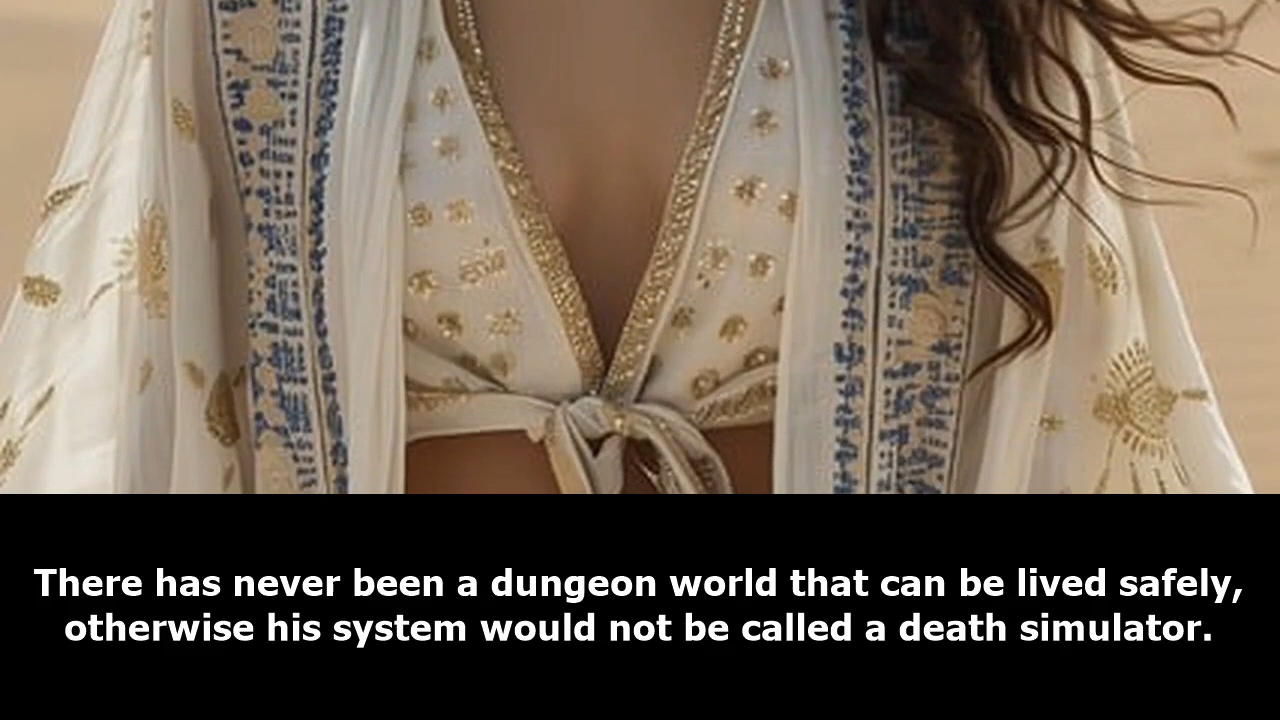 There has never been a dungeon world that can be lived safely,
otherwise his system would not be called a death simulator.